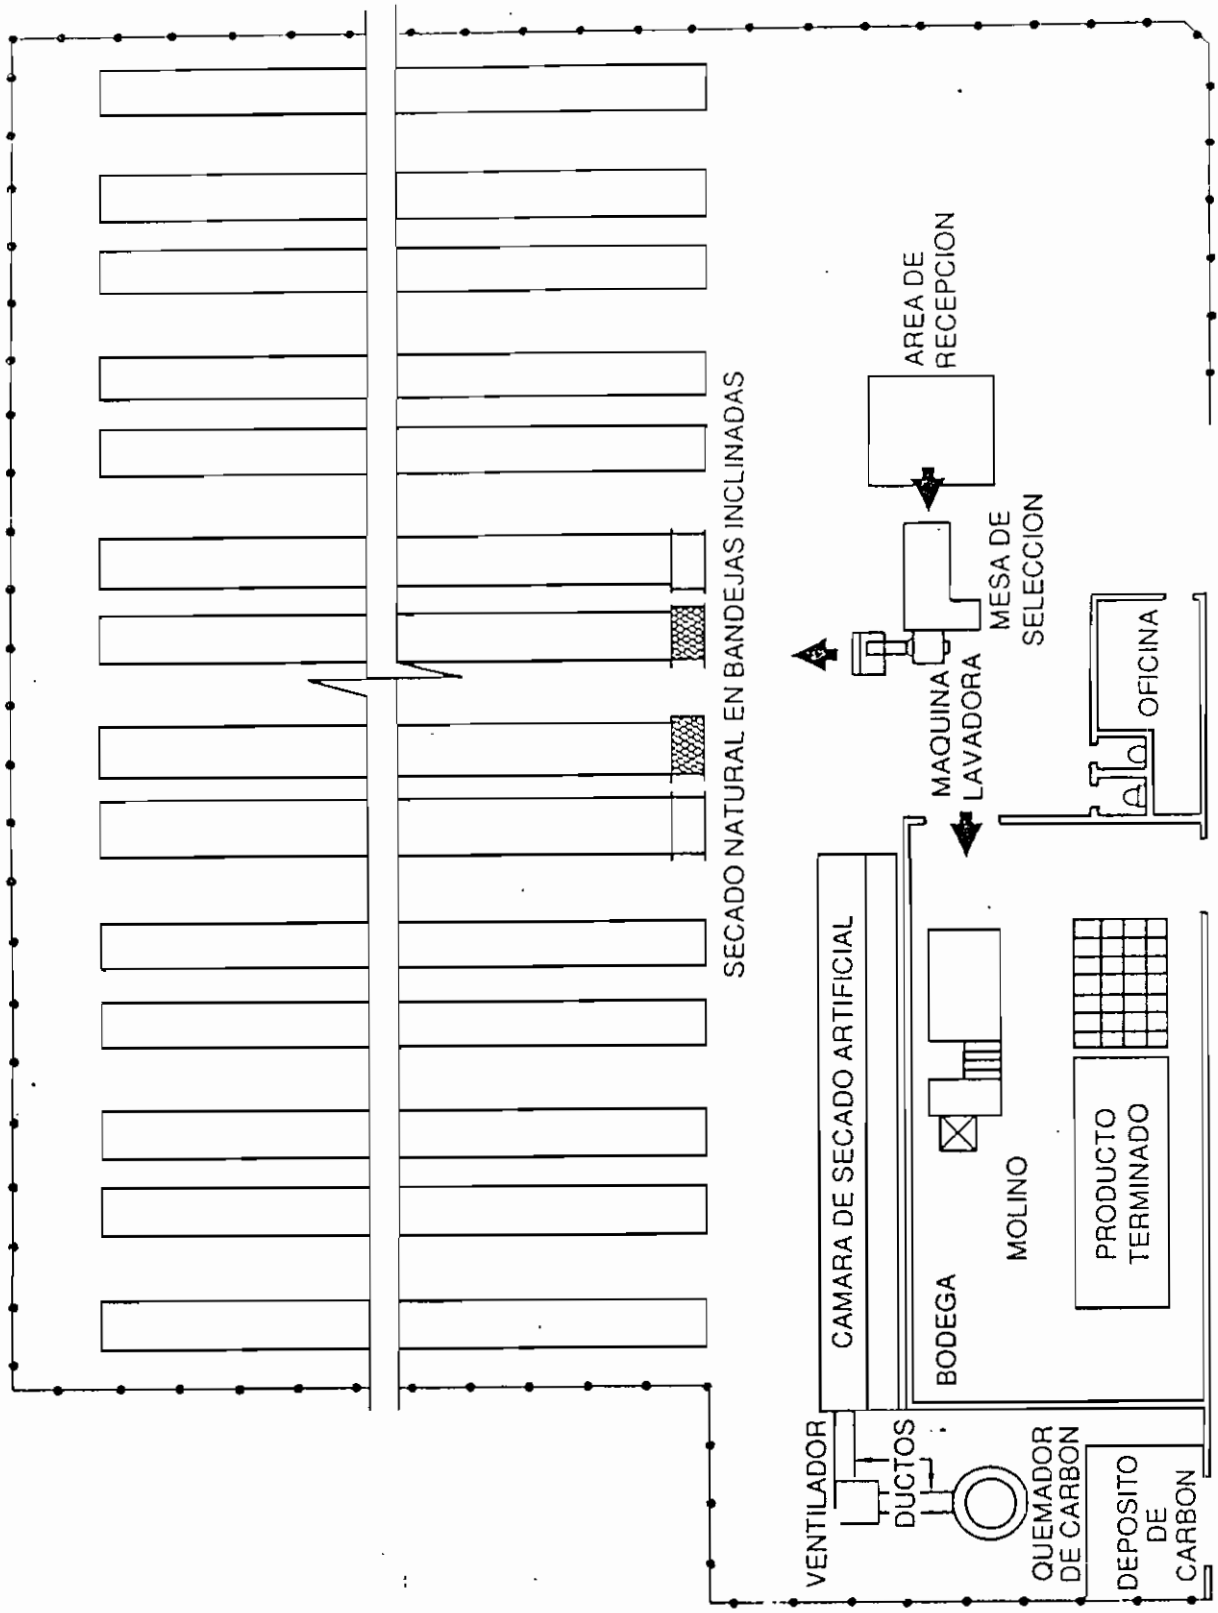 SECADO NATURAL EN BANDEJAS INCLINADAS
AREA DE
RECEPCION
MESA DE
SELECCION
MAQUINA
LAVADORA
OFICINA
CAMARA DE SECADO ARTIFICIAL
BODEGA
MOLINO
PRODUCTO
TERMINADO
VENTILADOR
DUCTOS
QUEMADOR
DE CARBON
DEPOSITO
DE
CARBON